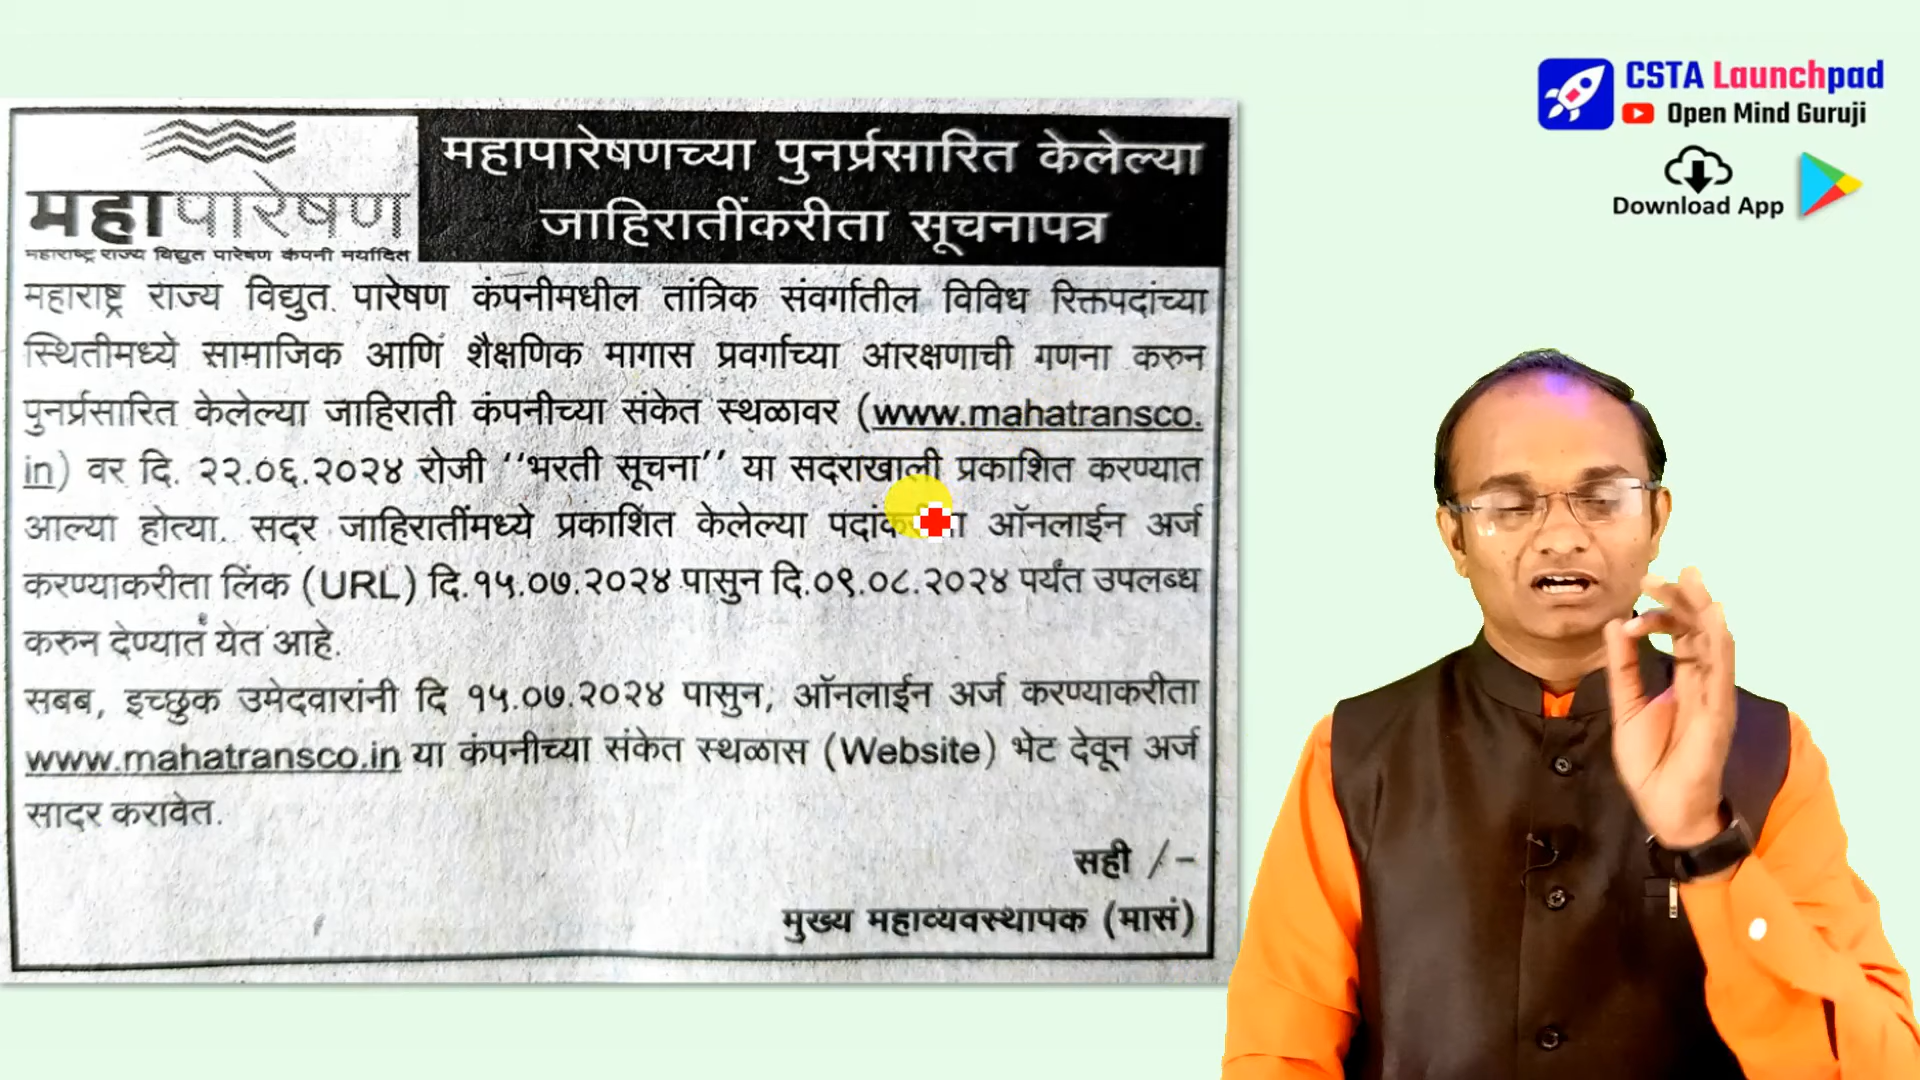 महापारेषण
महाराष्ट्र राज्य विद्युत पारेषण कंपनी मर्यादित
महापारेषणच्या पुनर्प्रसारित केलेल्या
जाहिरातींकरीता सूचनापत्र
महाराष्ट्र राज्य विद्युत पारेषण कंपनीमधील तांत्रिक संवर्गातील विविध रिक्तपदांच्या
स्थितीमध्ये सामाजिक आणि शैक्षणिक मागास प्रवर्गाच्या आरक्षणाची गणना करुन
पुनर्प्रसारित केलेल्या जाहिराती कंपनीच्या संकेत स्थळावर (www.mahatransco.
in) वर दि. २२.०६.२०२४ रोजी ‘‘भरती सूचना’’ या सदराखाली प्रकाशित करण्यात
आल्या होत्या. सदर जाहिरातींमध्ये प्रकाशित केलेल्या ऑनलाईन अर्ज
करण्याकरीता लिंक (URL) दि.१५.०७.२०२४ पासुन दि.०९.०८.२०२४ पर्यंत उपलब्ध
करुन देण्यात येत आहे.
सबब, इच्छुक उमेदवारांनी दि १५.०७.२०२४ पासुन, ऑनलाईन अर्ज करण्याकरीता
www.mahatransco.in या कंपनीच्या संकेत स्थळास (Website) भेट देवून अर्ज
सादर करावेत.
सही /-
मुख्य महाव्यवस्थापक (मासं)
CSTA Launchpad
Open Mind Guruji
Download App